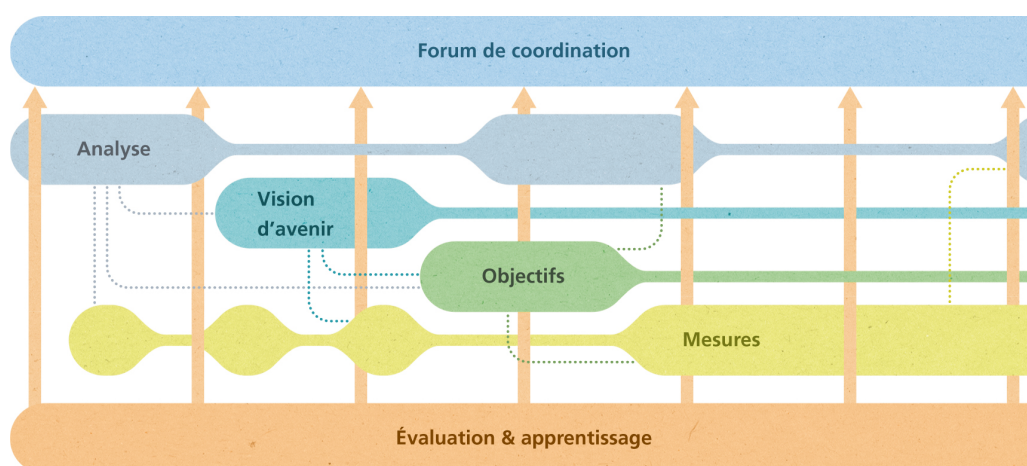 Forum de coordination
Analyse
Vision
d’avenir
Objectifs
Mesures
Évaluation & apprentissage